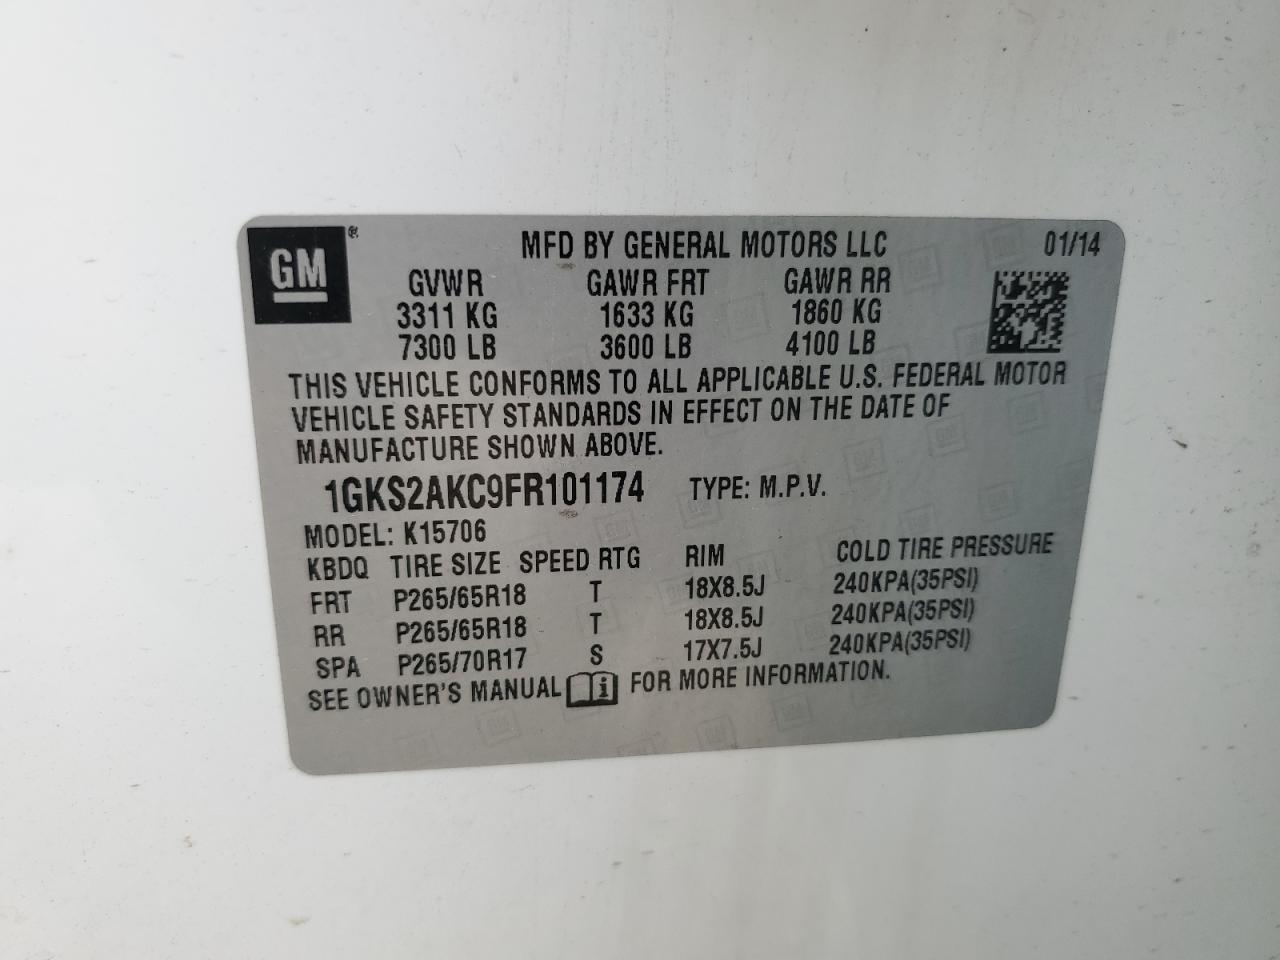 GM® MFD BY GENERAL MOTORS LLC 01/14
GVWR GAWR FRT GAWR RR
3311 KG 1633 KG 1860 KG
7300 LB 3600 LB 4100 LB
THIS VEHICLE CONFORMS TO ALL APPLICABLE U.S. FEDERAL MOTOR
VEHICLE SAFETY STANDARDS IN EFFECT ON THE DATE OF
MANUFACTURE SHOWN ABOVE.
1GKS2AKC9FR101174 TYPE: M.P.V.
MODEL: K15706
KBDQ TIRE SIZE SPEED RTG RIM COLD TIRE PRESSURE
FRT P265/65R18 T 18X8.5J 240KPA(35PSI)
RR P265/65R18 T 18X8.5J 240KPA(35PSI)
SPA P265/70R17 S 17X7.5J 240KPA(35PSI)
SEE OWNER'S MANUAL FOR MORE INFORMATION.